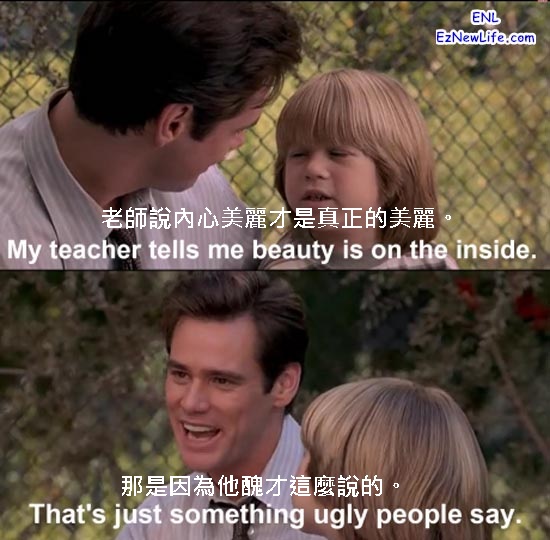 ENL
EzNewLife.com
老師說內心美麗才是真正的美麗。
My teacher tells me beauty is on the inside.
那是因為他醜才這麼說的。
That's just something ugly people say.